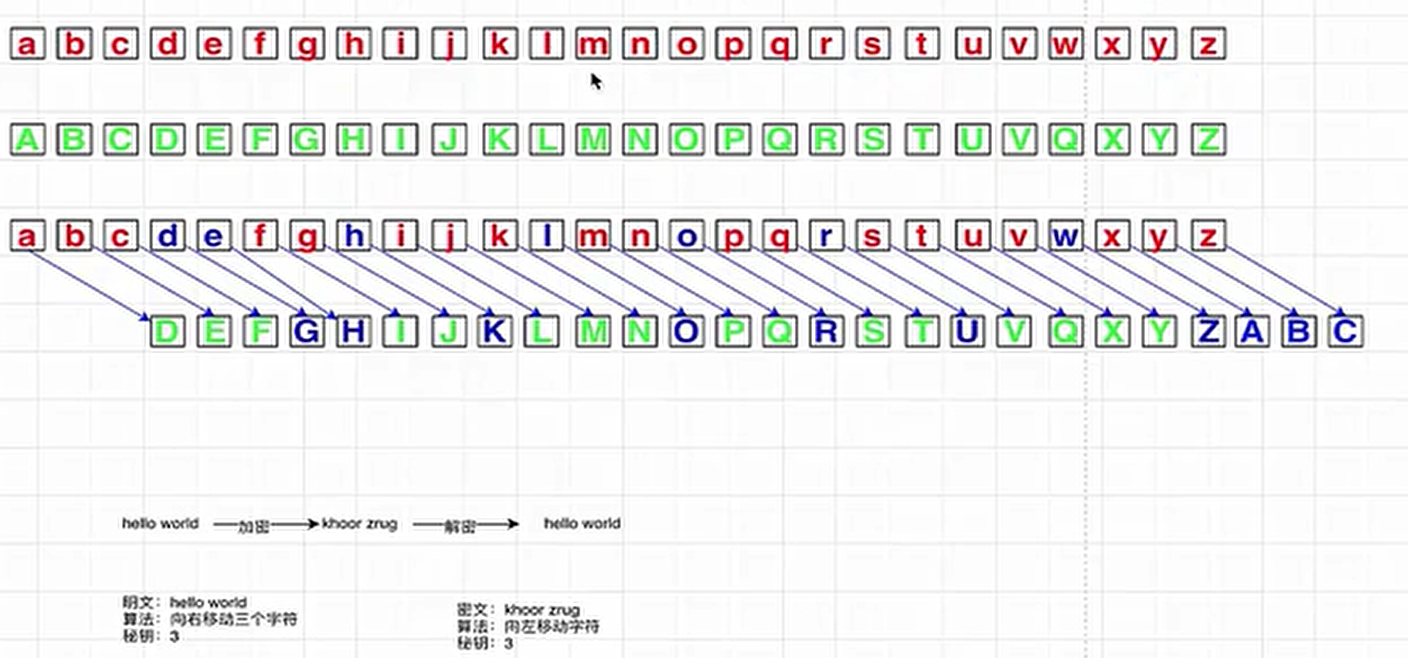 a b c d e f g h i j k l m n o p q r s t u v w x y z
A B C D E F G H I J K L M N O P Q R S T U V Q X Y Z
a b c d e f g h i j k l m n o p q r s t u v w x y z
D E F G H I J K L M N O P Q R S T U V Q X Y Z A B C
hello world 加密 khoor zrug 解密 hello world
明文：hello world
算法：向右移动三个字符
秘钥：3
密文：khoor zrug
算法：向左移动字符
秘钥：3